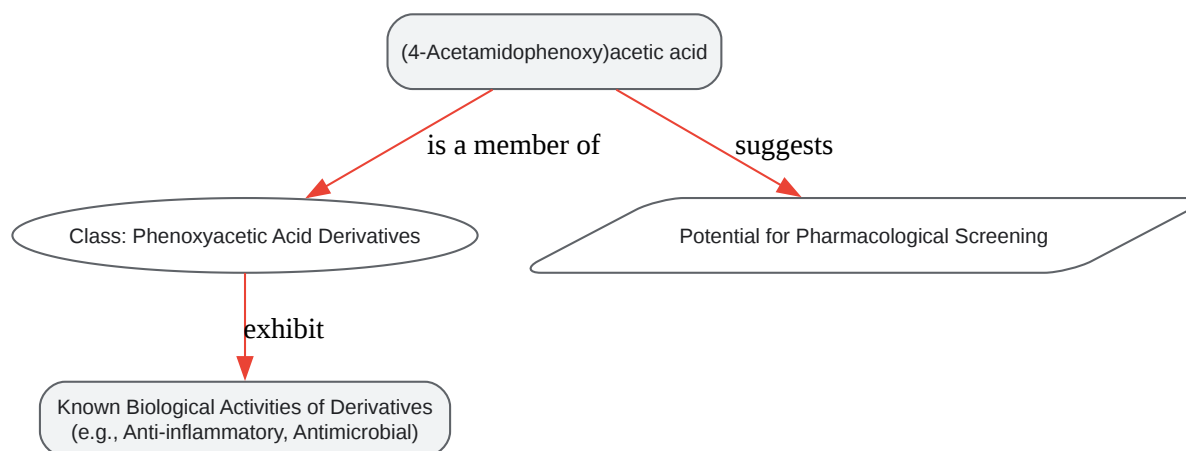 (4-Acetamidophenoxy)acetic acid
is a member of
suggests
Class: Phenoxyacetic Acid Derivatives
Potential for Pharmacological Screening
exhibit
Known Biological Activities of Derivatives
(e.g., Anti-inflammatory, Antimicrobial)